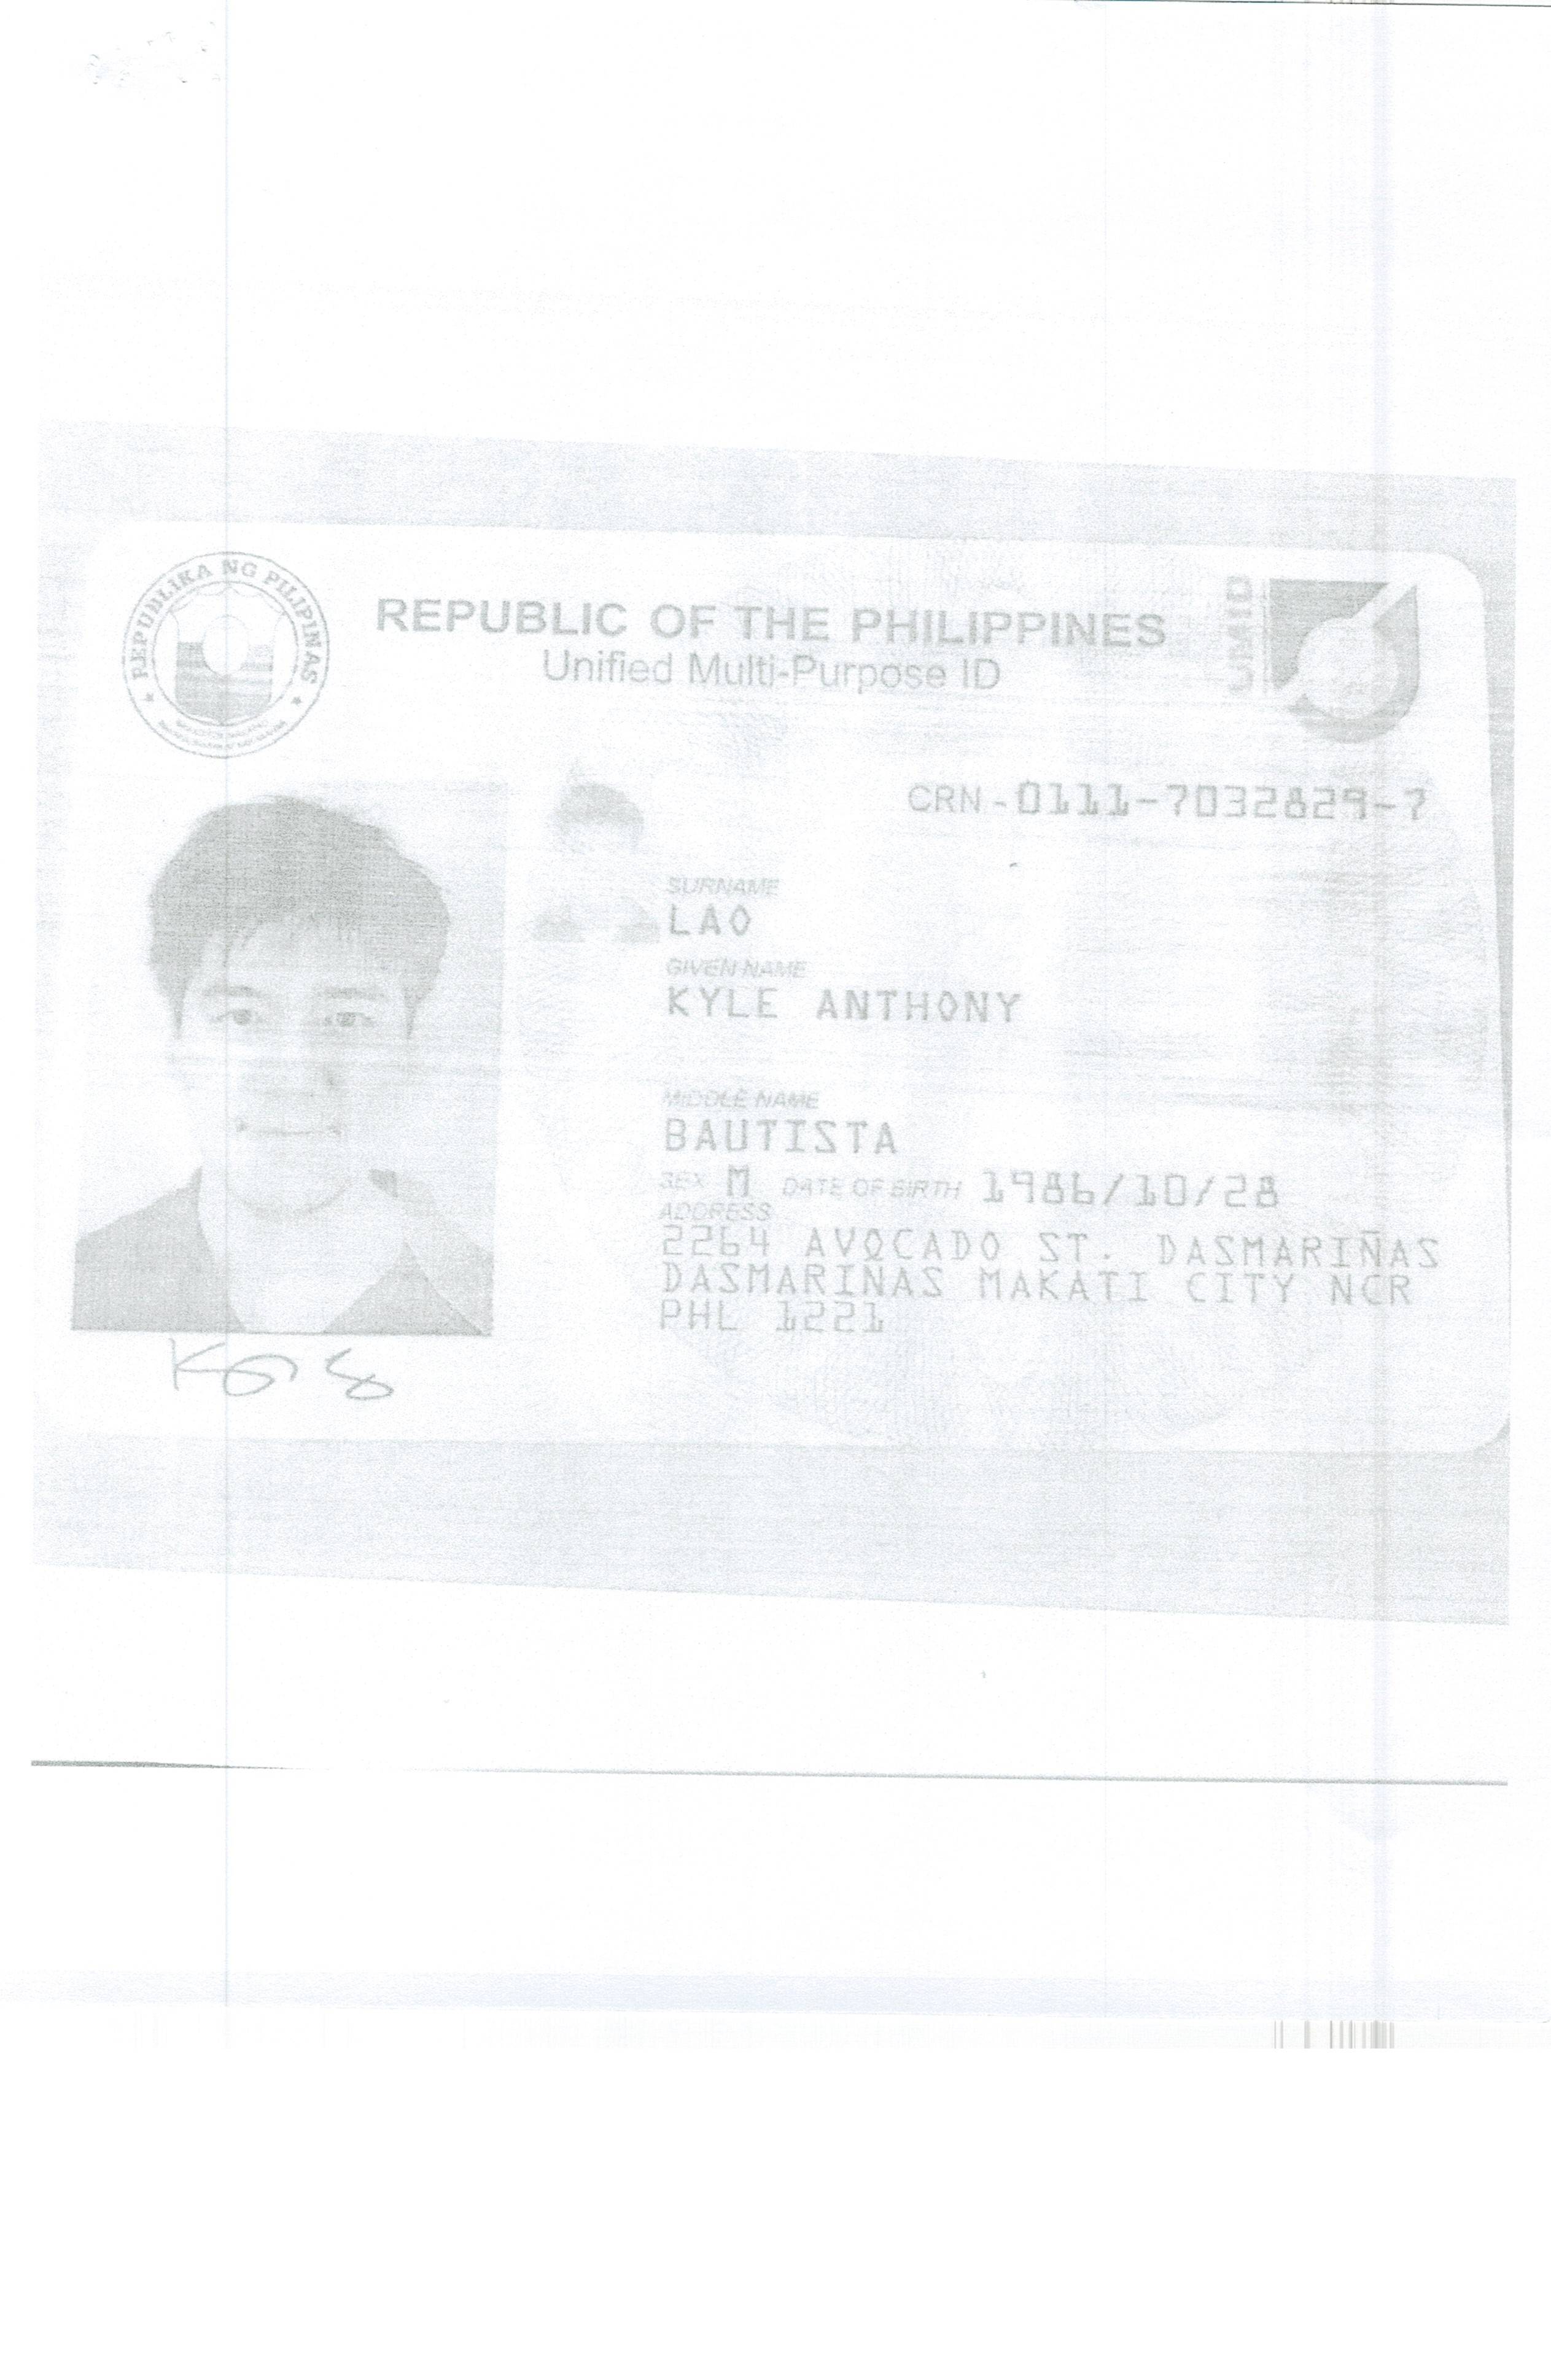 REPUBLIKA NG PILIPINAS
REPUBLIC OF THE PHILIPPINES
Unified Multi-Purpose ID
UMID
CRN - 0111-7032829-7
SURNAME
LAO
GIVEN NAME
KYLE ANTHONY
MIDDLE NAME
BAUTISTA
SEX M DATE OF BIRTH 1986/10/28
ADDRESS
2264 AVOCADO ST. DASMARIÑAS
DASMARINAS MAKATI CITY NCR
PHL 1221